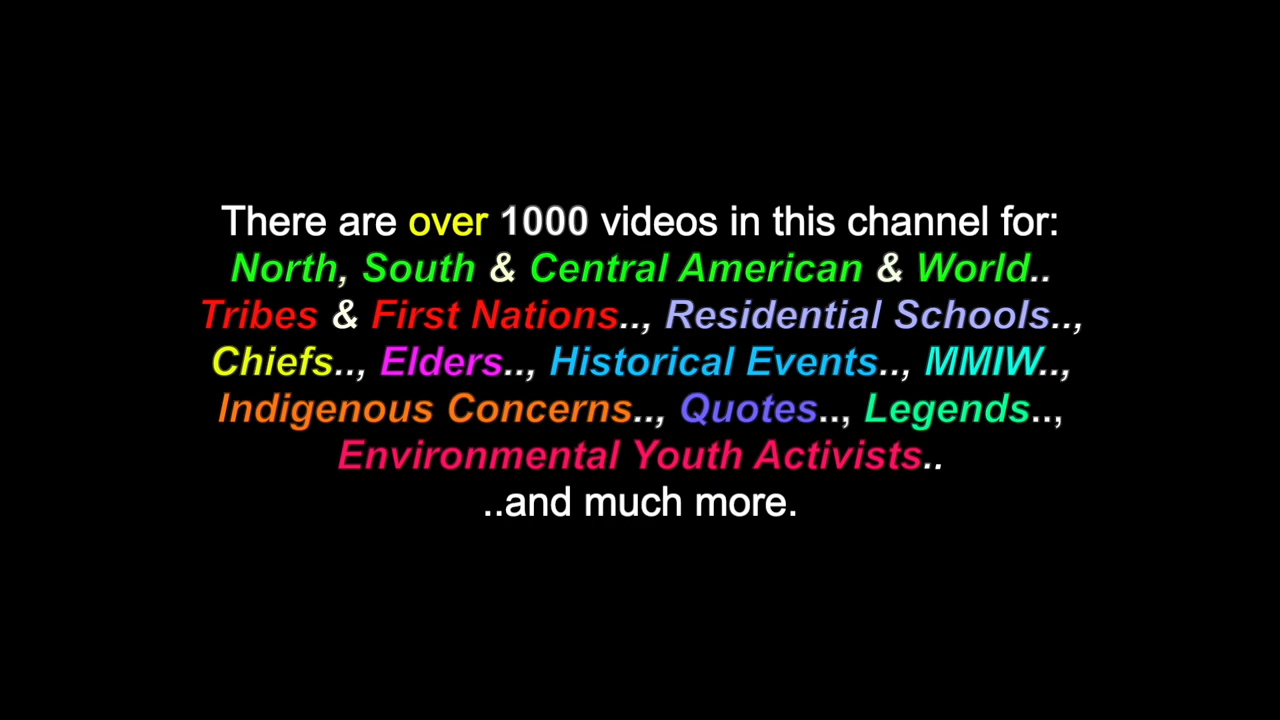 There are over 1000 videos in this channel for:
North, South & Central American & World..
Tribes & First Nations.., Residential Schools..,
Chiefs.., Elders.., Historical Events.., MMIW..,
Indigenous Concerns.., Quotes.., Legends..,
Environmental Youth Activists..
..and much more.